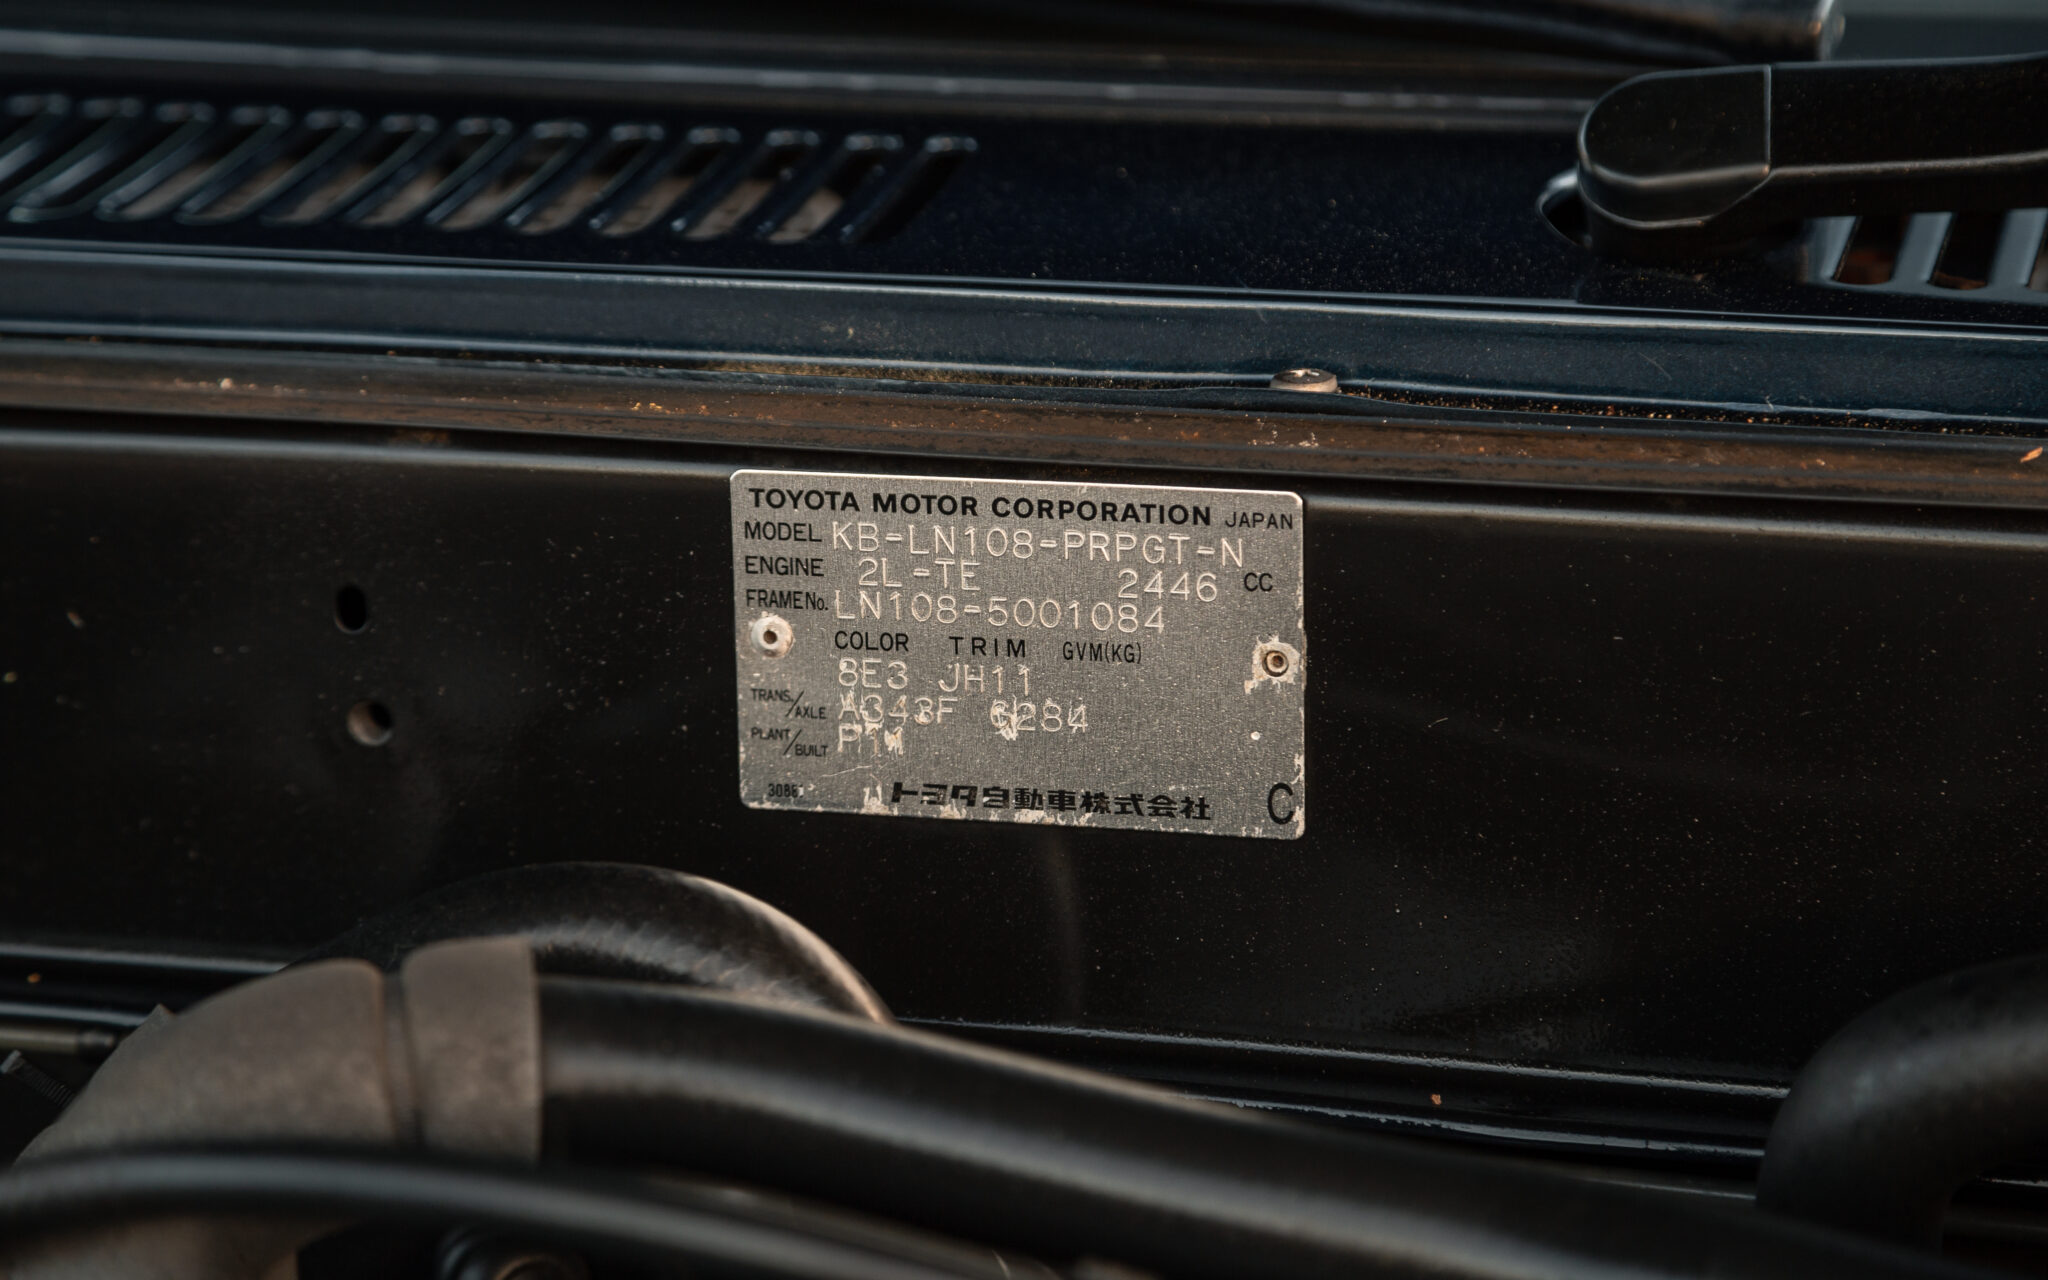 TOYOTA MOTOR CORPORATION JAPAN
MODEL KB-LN108-PRPGT-N
ENGINE 2L-TE 2446 CC
FRAME No. LN108-5001084
COLOR TRIM GVM(KG)
8E3 JH11
TRANS./AXLE A343F G284
PLANT/BUILT P11
トヨタ自動車株式会社 C